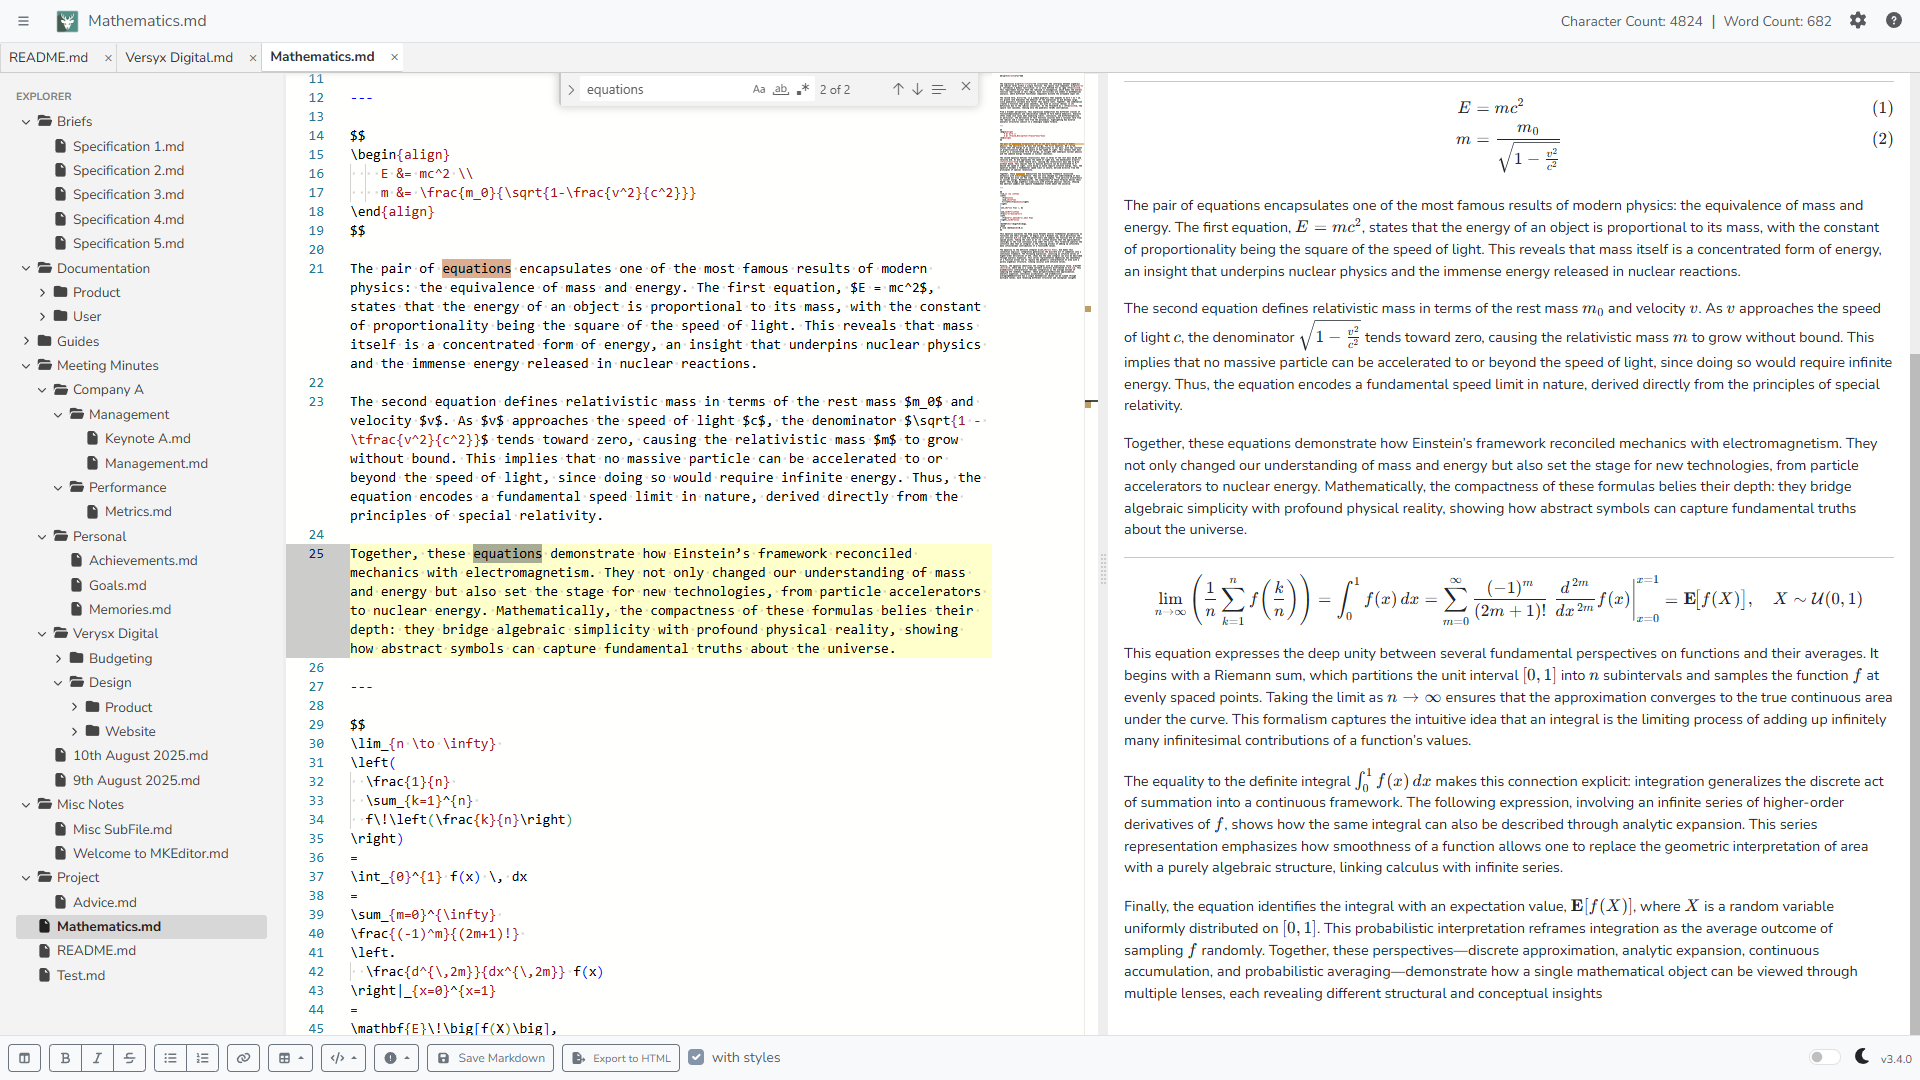 Mathematics.md
Character Count: 4824 | Word Count: 682
README.md × Versyx Digital.md × Mathematics.md ×
EXPLORER
Briefs
Specification 1.md
Specification 2.md
Specification 3.md
Specification 4.md
Specification 5.md
Documentation
Product
User
Guides
Meeting Minutes
Company A
Management
Keynote A.md
Management.md
Performance
Metrics.md
Personal
Achievements.md
Goals.md
Memories.md
Verysx Digital
Budgeting
Design
Product
Website
10th August 2025.md
9th August 2025.md
Misc Notes
Misc SubFile.md
Welcome to MKEditor.md
Project
Advice.md
Mathematics.md
README.md
Test.md
equations Aa ab .* 2 of 2
11
12 ---
13
14 $$
15 \begin{align}
16 E &= mc^2 \\
17 m &= \frac{m_0}{\sqrt{1-\frac{v^2}{c^2}}}
18 \end{align}
19 $$
20
21 The pair of equations encapsulates one of the most famous results of modern
physics: the equivalence of mass and energy. The first equation, $E = mc^2$,
states that the energy of an object is proportional to its mass, with the constant
of proportionality being the square of the speed of light. This reveals that mass
itself is a concentrated form of energy, an insight that underpins nuclear physics
and the immense energy released in nuclear reactions.
22
23 The second equation defines relativistic mass in terms of the rest mass $m_0$ and
velocity $v$. As $v$ approaches the speed of light $c$, the denominator $\sqrt{1 -
\tfrac{v^2}{c^2}}$ tends toward zero, causing the relativistic mass $m$ to grow
without bound. This implies that no massive particle can be accelerated to or
beyond the speed of light, since doing so would require infinite energy. Thus, the
equation encodes a fundamental speed limit in nature, derived directly from the
principles of special relativity.
24
25 Together, these equations demonstrate how Einstein’s framework reconciled
mechanics with electromagnetism. They not only changed our understanding of mass
and energy but also set the stage for new technologies, from particle accelerators
to nuclear energy. Mathematically, the compactness of these formulas belies their
depth: they bridge algebraic simplicity with profound physical reality, showing
how abstract symbols can capture fundamental truths about the universe.
26
27 ---
28
29 $$
30 \lim_{n \to \infty}
31 \left(
32 \frac{1}{n}
33 \sum_{k=1}^{n}
34 f\!\left(\frac{k}{n}\right)
35 \right)
36 =
37 \int_{0}^{1} f(x) \, dx
38 =
39 \sum_{m=0}^{\infty}
40 \frac{(-1)^m}{(2m+1)!}
41 \left.
42 \frac{d^{\,2m}}{dx^{\,2m}} f(x)
43 \right|_{x=0}^{x=1}
44 =
45 \mathbf{E}\!\big[f(X)\big],
E = mc² (1)
m = m₀ / √(1 − v²/c²) (2)
The pair of equations encapsulates one of the most famous results of modern physics: the equivalence of mass and
energy. The first equation, E = mc², states that the energy of an object is proportional to its mass, with the constant
of proportionality being the square of the speed of light. This reveals that mass itself is a concentrated form of energy,
an insight that underpins nuclear physics and the immense energy released in nuclear reactions.
The second equation defines relativistic mass in terms of the rest mass m₀ and velocity v. As v approaches the speed
of light c, the denominator √(1 − v²/c²) tends toward zero, causing the relativistic mass m to grow without bound. This
implies that no massive particle can be accelerated to or beyond the speed of light, since doing so would require infinite
energy. Thus, the equation encodes a fundamental speed limit in nature, derived directly from the principles of special
relativity.
Together, these equations demonstrate how Einstein’s framework reconciled mechanics with electromagnetism. They
not only changed our understanding of mass and energy but also set the stage for new technologies, from particle
accelerators to nuclear energy. Mathematically, the compactness of these formulas belies their depth: they bridge
algebraic simplicity with profound physical reality, showing how abstract symbols can capture fundamental truths
about the universe.
lim n→∞ (1/n ∑ k=1 n f(k/n)) = ∫₀¹ f(x) dx = ∑ m=0 ∞ (−1)^m / (2m + 1)! d^2m / dx^2m f(x) | x=0 x=1 = E[f(X)], X ∼ U(0, 1)
This equation expresses the deep unity between several fundamental perspectives on functions and their averages. It
begins with a Riemann sum, which partitions the unit interval [0, 1] into n subintervals and samples the function f at
evenly spaced points. Taking the limit as n → ∞ ensures that the approximation converges to the true continuous area
under the curve. This formalism captures the intuitive idea that an integral is the limiting process of adding up infinitely
many infinitesimal contributions of a function’s values.
The equality to the definite integral ∫₀¹ f(x) dx makes this connection explicit: integration generalizes the discrete act
of summation into a continuous framework. The following expression, involving an infinite series of higher-order
derivatives of f, shows how the same integral can also be described through analytic expansion. This series
representation emphasizes how smoothness of a function allows one to replace the geometric interpretation of area
with a purely algebraic structure, linking calculus with infinite series.
Finally, the equation identifies the integral with an expectation value, E[f(X)], where X is a random variable
uniformly distributed on [0, 1]. This probabilistic interpretation reframes integration as the average outcome of
sampling f randomly. Together, these perspectives—discrete approximation, analytic expansion, continuous
accumulation, and probabilistic averaging—demonstrate how a single mathematical object can be viewed through
multiple lenses, each revealing different structural and conceptual insights
B I S </> Save Markdown Export to HTML with styles
v3.4.0